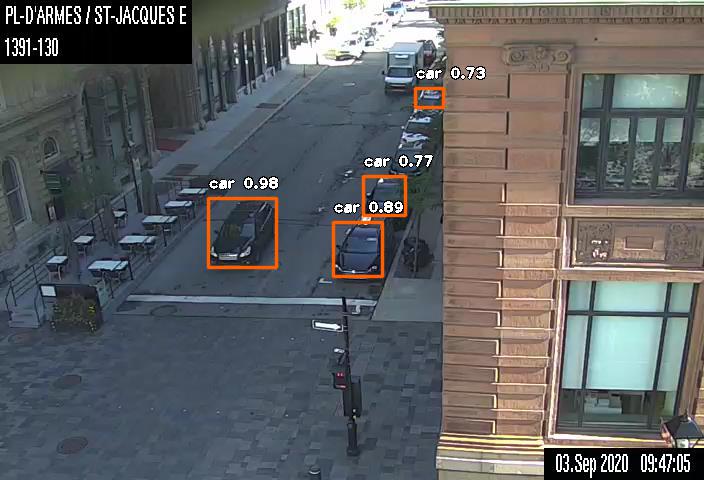 PL-D'ARMES / ST-JACQUES E
1391-130
car 0.73
car 0.77
car 0.98
car 0.89
03.Sep 2020 09:47:05